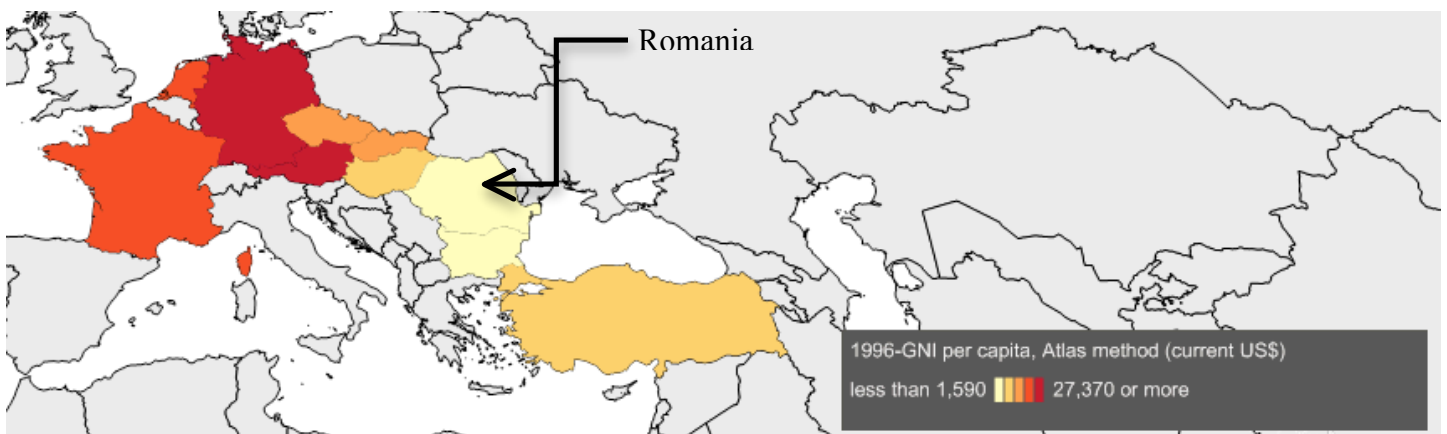 Romania
1996-GNI per capita, Atlas method (current US$)
less than 1,590 27,370 or more